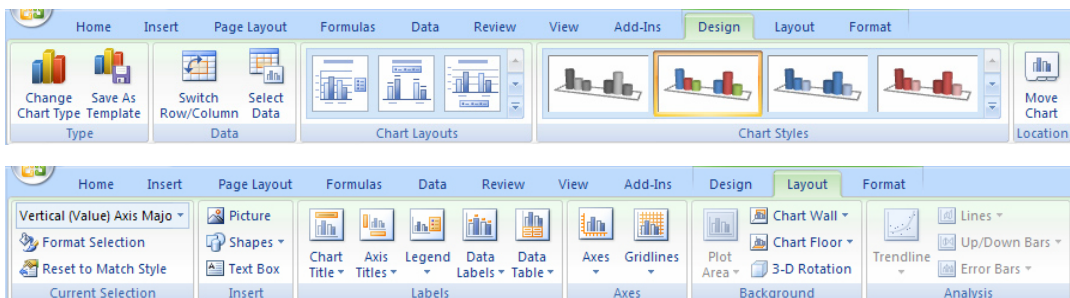 Home Insert Page Layout Formulas Data Review View Add-Ins Design Layout Format
Change Chart Type
Save As Template
Switch Row/Column
Select Data
Move Chart
Type Data Chart Layouts Chart Styles Location
Home Insert Page Layout Formulas Data Review View Add-Ins Design Layout Format
Vertical (Value) Axis Majo
Format Selection
Reset to Match Style
Picture
Shapes
Text Box
Chart Title
Axis Titles
Legend
Data Labels
Data Table
Axes
Gridlines
Plot Area
Chart Wall
Chart Floor
3-D Rotation
Trendline
Lines
Up/Down Bars
Error Bars
Current Selection Insert Labels Axes Background Analysis